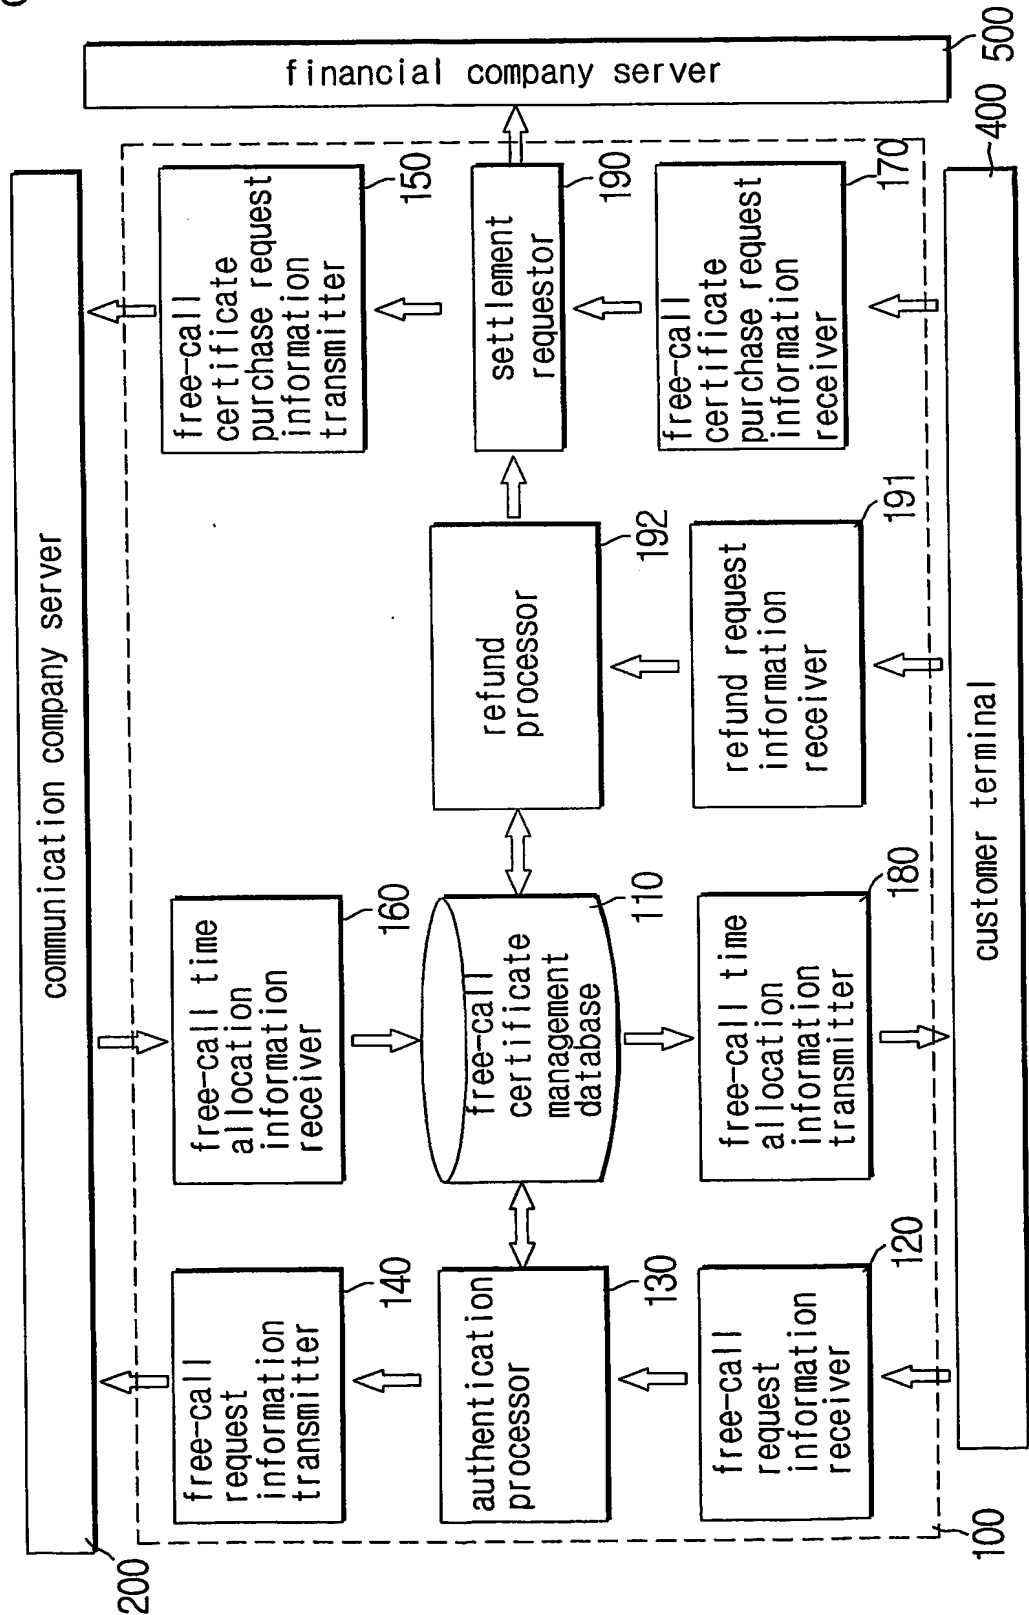 communication company server
200
free-call
request
information
transmitter
140
free-call time
allocation
information
receiver
160
free-call
certificate
purchase request
information
transmitter
150
authentication
processor
130
free-call
certificate
management
database
110
refund
processor
192
settlement
requestor
190
financial company server
500
free-call
request
information
receiver
120
free-call time
allocation
information
transmitter
180
refund request
information
receiver
191
free-call
certificate
purchase request
information
receiver
170
100
customer terminal
400